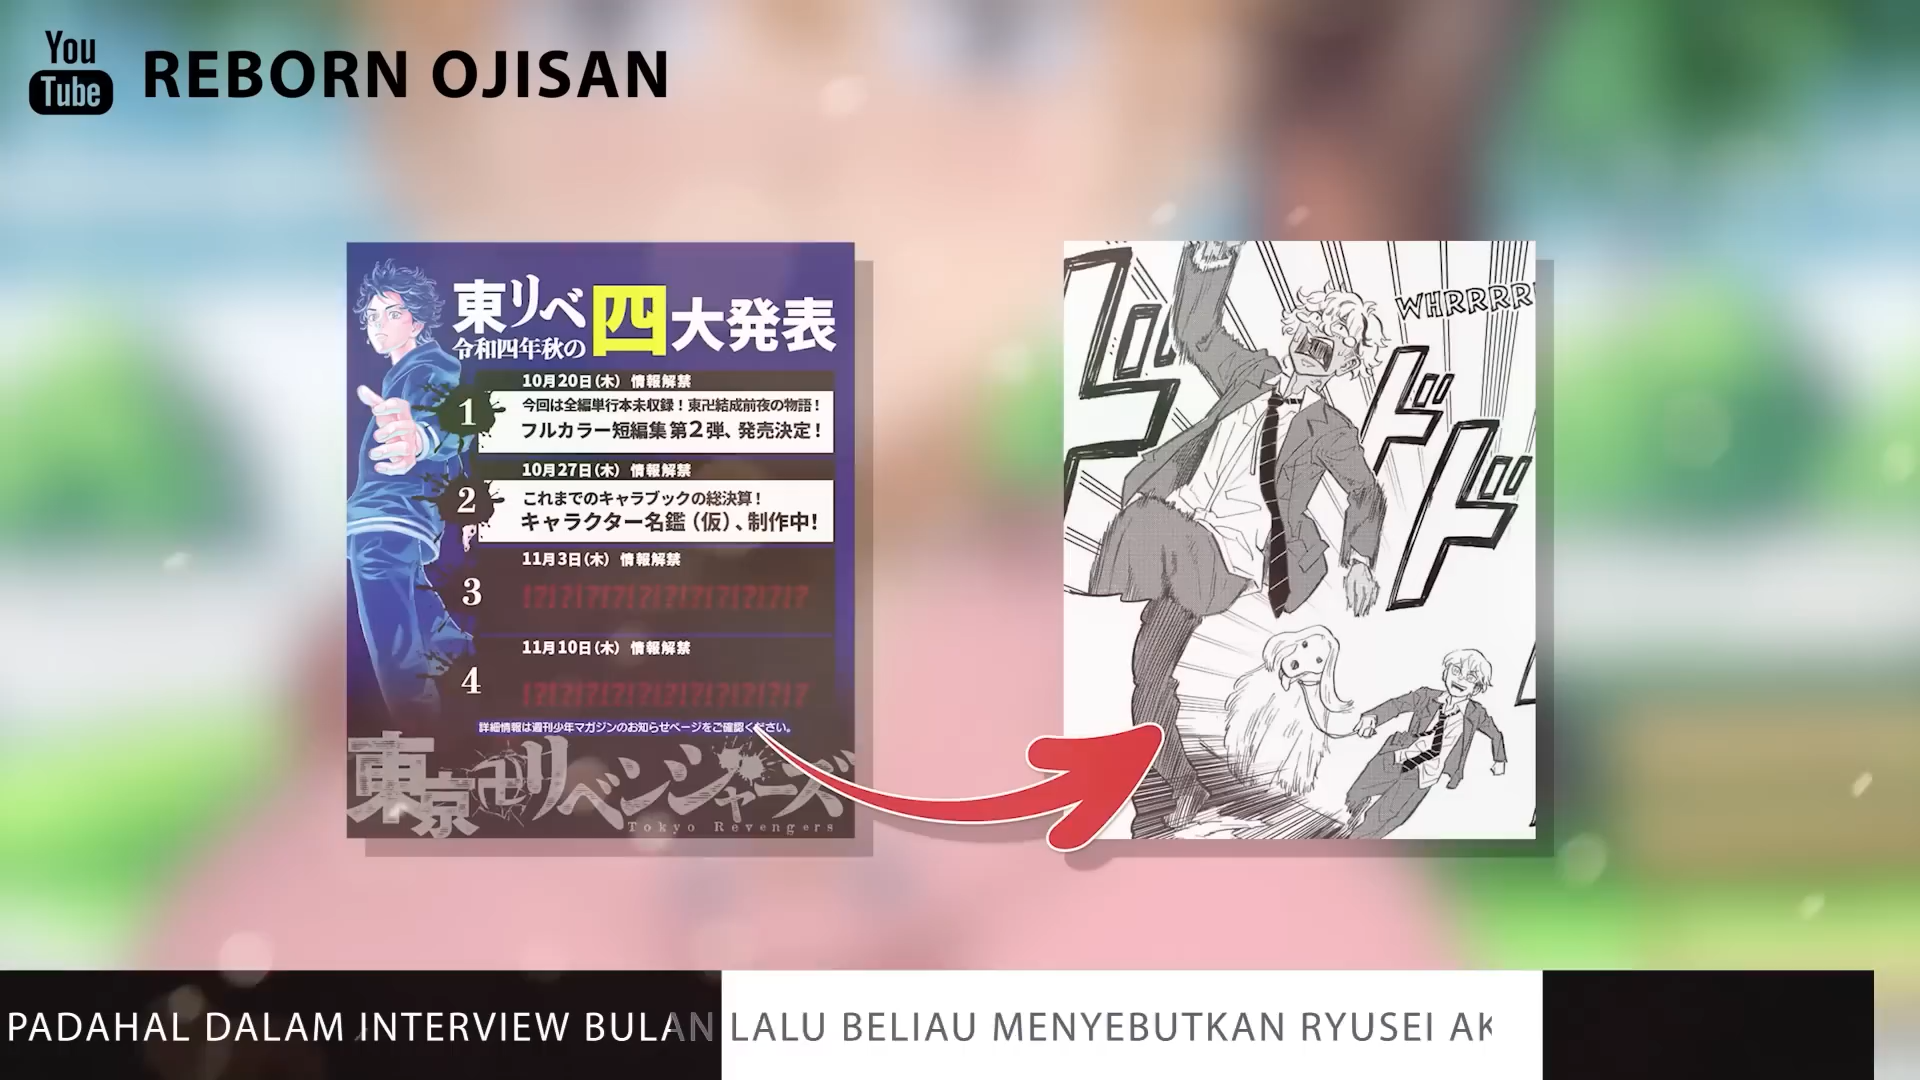 You
Tube
REBORN OJISAN
東リベ
令和四年秋の
四大発表
10月20日(木) 情報解禁
1
今回は全編単行本未収録!東卍結成前夜の物語!
フルカラー短編集 第2弾、発売決定!
10月27日(木) 情報解禁
2
これまでのキャラブックの総決算!
キャラクター名鑑(仮)、制作中!
11月3日(木) 情報解禁
3
!?!?!?!?!?!?!?!?!?!?!?
11月10日(木) 情報解禁
4
!?!?!?!?!?!?!?!?!?!?!?
詳細情報は週刊少年マガジンのお知らせページをご確認ください。
東京卍リベンジャーズ
Tokyo Revengers
WHRRRR
ドドド
PADAHAL DALAM INTERVIEW BULAN LALU BELIAU MENYEBUTKAN RYUSEI AK